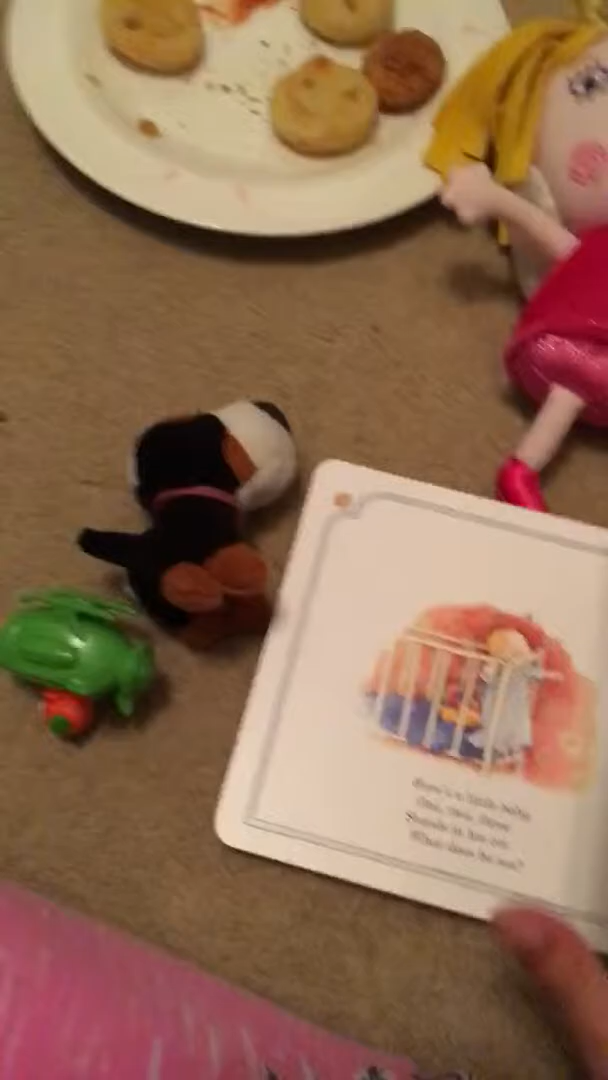 Here's a little baby
One, two, three
Stands in his cot
What does he see?